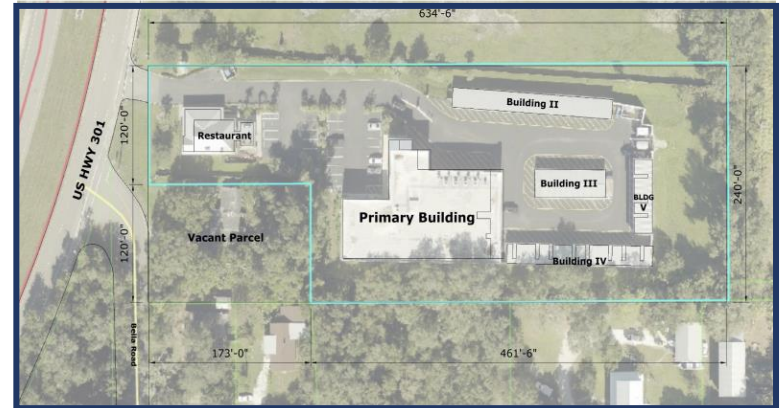 634'-6"
Building II
Restaurant
120'-0"
US HWY 301
Building III
BLDG
V
240'-0"
Primary Building
Vacant Parcel
120'-0"
Building IV
Bella Road
173'-0"
461'-6"